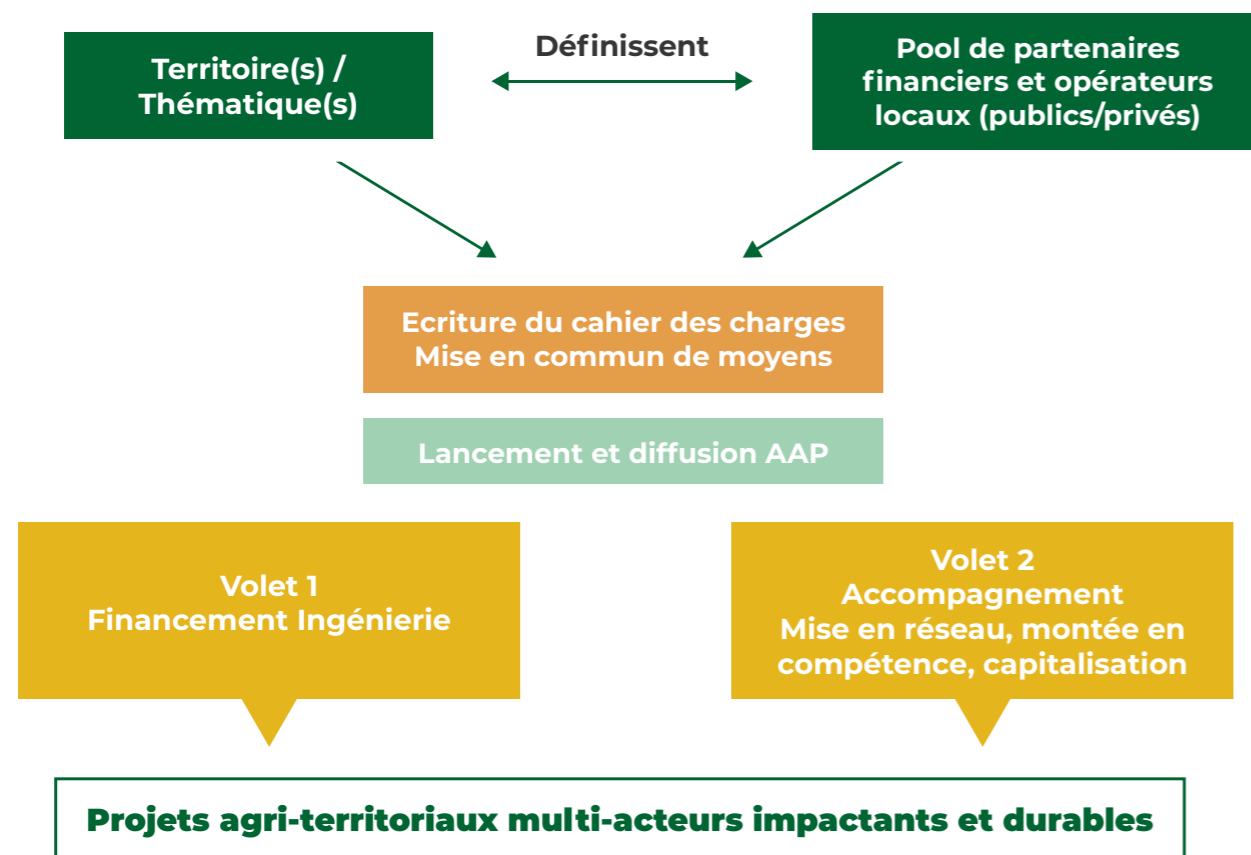 Territoire(s) /
Thématique(s)
Définissent
Pool de partenaires
financiers et opérateurs
locaux (publics/privés)
Ecriture du cahier des charges
Mise en commun de moyens
Lancement et diffusion AAP
Volet 1
Financement Ingénierie
Volet 2
Accompagnement
Mise en réseau, montée en
compétence, capitalisation
Projets agri-territoriaux multi-acteurs impactants et durables